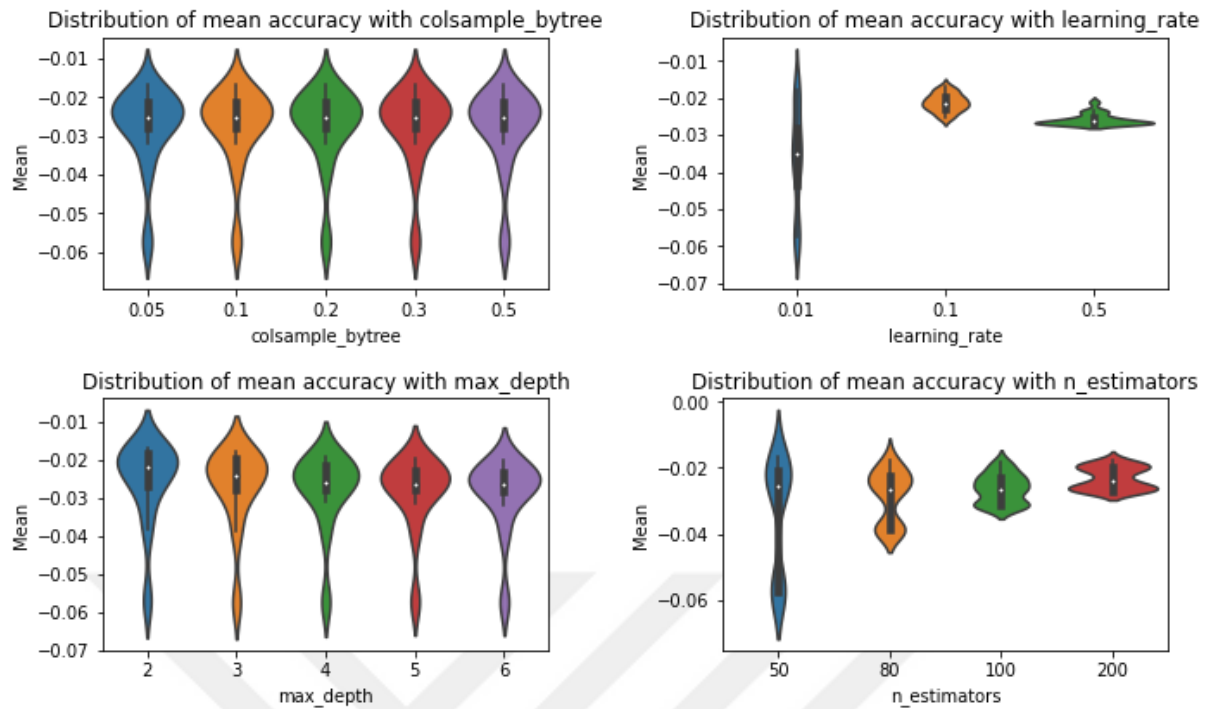 Distribution of mean accuracy with colsample_bytree
Mean
−0.01
−0.02
−0.03
−0.04
−0.05
−0.06
0.05 0.1 0.2 0.3 0.5
colsample_bytree
Distribution of mean accuracy with learning_rate
Mean
−0.01
−0.02
−0.03
−0.04
−0.05
−0.06
−0.07
0.01 0.1 0.5
learning_rate
Distribution of mean accuracy with max_depth
Mean
−0.01
−0.02
−0.03
−0.04
−0.05
−0.06
−0.07
2 3 4 5 6
max_depth
Distribution of mean accuracy with n_estimators
Mean
0.00
−0.02
−0.04
−0.06
50 80 100 200
n_estimators